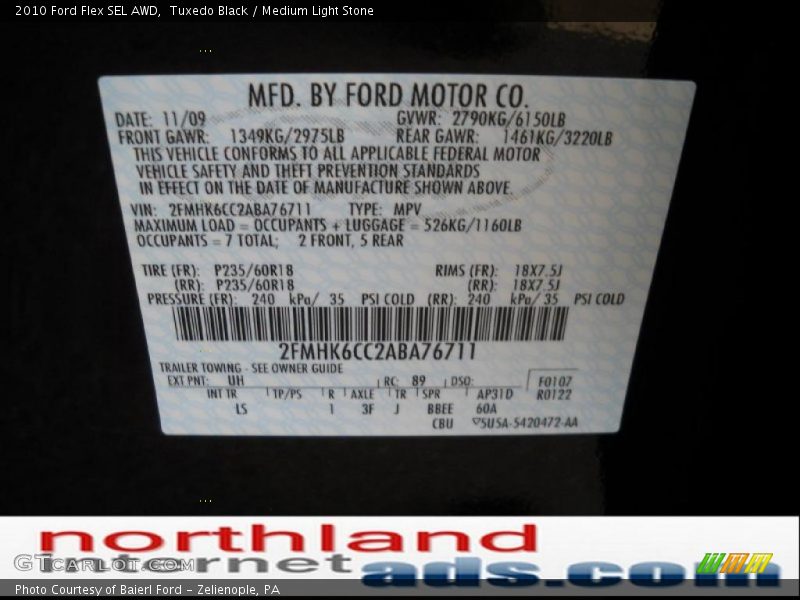 2010 Ford Flex SEL AWD,  Tuxedo Black / Medium Light Stone
MFD. BY FORD MOTOR CO.
DATE: 11/09 GVWR: 2790KG/6150LB
FRONT GAWR: 1349KG/2975LB REAR GAWR: 1461KG/3220LB
THIS VEHICLE CONFORMS TO ALL APPLICABLE FEDERAL MOTOR
VEHICLE SAFETY AND THEFT PREVENTION STANDARDS
IN EFFECT ON THE DATE OF MANUFACTURE SHOWN ABOVE.
VIN: 2FMHK6CC2ABA76711 TYPE: MPV
MAXIMUM LOAD = OCCUPANTS + LUGGAGE = 526KG/1160LB
OCCUPANTS = 7 TOTAL; 2 FRONT, 5 REAR
TIRE (FR): P235/60R18 RIMS (FR): 18X7.5J
(RR): P235/60R18 (RR): 18X7.5J
PRESSURE (FR): 240 kPa/ 35 PSI COLD (RR): 240 kPa/ 35 PSI COLD
2FMHK6CC2ABA76711
TRAILER TOWING - SEE OWNER GUIDE
EXT PNT: UH RC: 89 DSO: F0107
INT TR TP/PS R AXLE TR SPR AP31D R0122
LS 1 3F J BBEE 60A
CBU 5U5A-5420472-AA
northland
internet
ads.com
GTCARLOT.COM
Photo Courtesy of Baierl Ford - Zelienople, PA